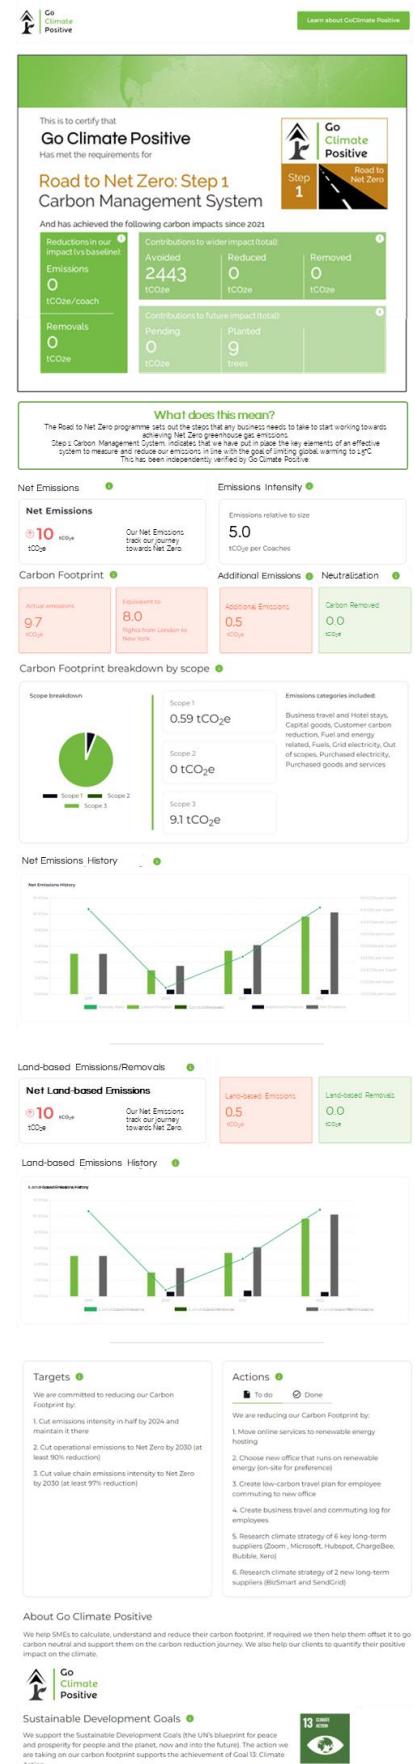 Go
Climate
Positive
Learn about GoClimate Positive
This is to certify that
Go Climate Positive
Has met the requirements for
Road to Net Zero: Step 1
Carbon Management System
Go
Climate
Positive
Step
1
Road to
Net Zero
And has achieved the following carbon impacts since 2021
Reductions in our
impact (vs baseline):
Emissions
0
tCO2e/coach
Removals
0
tCO2e
Contributions to wider impact (total):
Avoided
Reduced
Removed
2443
0
0
tCO2e
tCO2e
tCO2e
Contributions to future impact (total):
Pending
Planted
0
9
tCO2e
trees
What does this mean?
The Road to Net Zero programme sets out the steps that any business needs to take to start working towards
achieving Net Zero greenhouse gas emissions.
Step 1: Carbon Management System, indicates that we have put in place the key elements of an effective
system to measure and reduce our emissions in line with the goal of limiting global warming to 1.5°C.
This has been independently verified by Go Climate Positive.
Net Emissions
Emissions Intensity
Net Emissions
10 tCO₂e
tCO₂e
Our Net Emissions
track our journey
towards Net Zero.
Emissions relative to size
5.0
tCO₂e per Coaches
Carbon Footprint
Additional Emissions
Neutralisation
Actual emissions
9.7
tCO₂e
Equivalent to
8.0
flights from London to
New York
Additional Emissions
0.5
tCO₂e
Carbon Removed
0.0
tCO₂e
Carbon Footprint breakdown by scope
Scope breakdown
Scope 1
Scope 2
Scope 3
Scope 1
0.59 tCO₂e
Scope 2
0 tCO₂e
Scope 3
9.1 tCO₂e
Emissions categories included:
Business travel and Hotel stays,
Capital goods, Customer carbon
reduction, Fuel and energy
related, Fuels, Grid electricity, Out
of scopes, Purchased electricity,
Purchased goods and services
Net Emissions History
Net Emissions History
Land-based Emissions/Removals
Net Land-based Emissions
10 tCO₂e
tCO₂e
Our Net Emissions
track our journey
towards Net Zero.
Land-based Emissions
0.5
tCO₂e
Land-based Removals
0.0
tCO₂e
Land-based Emissions History
Land-based Emissions History
Targets
We are committed to reducing our Carbon
Footprint by:
1. Cut emissions intensity in half by 2024 and
maintain it there
2. Cut operational emissions to Net Zero by 2030 (at
least 90% reduction)
3. Cut value chain emissions intensity to Net Zero
by 2030 (at least 97% reduction)
Actions
To do
Done
We are reducing our Carbon Footprint by:
1. Move online services to renewable energy
hosting
2. Choose new office that runs on renewable
energy (on-site for preference)
3. Create low-carbon travel plan for employee
commuting to new office
4. Create business travel and commuting log for
employees
5. Research climate strategy of 6 key long-term
suppliers (Zoom , Microsoft, Hubspot, ChargeBee,
Bubble, Xero)
6. Research climate strategy of 2 new long-term
suppliers (BizSmart and SendGrid)
About Go Climate Positive
We help SMEs to calculate, understand and reduce their carbon footprint. If required we then help them offset it to go
carbon neutral and support them on the carbon reduction journey. We also help our clients to quantify their positive
impact on the climate.
Go
Climate
Positive
Sustainable Development Goals
We support the Sustainable Development Goals (the UN's blueprint for peace
and prosperity for people and the planet, now and into the future). The action we
are taking on our carbon footprint supports the achievement of Goal 13: Climate
13 CLIMATE
ACTION